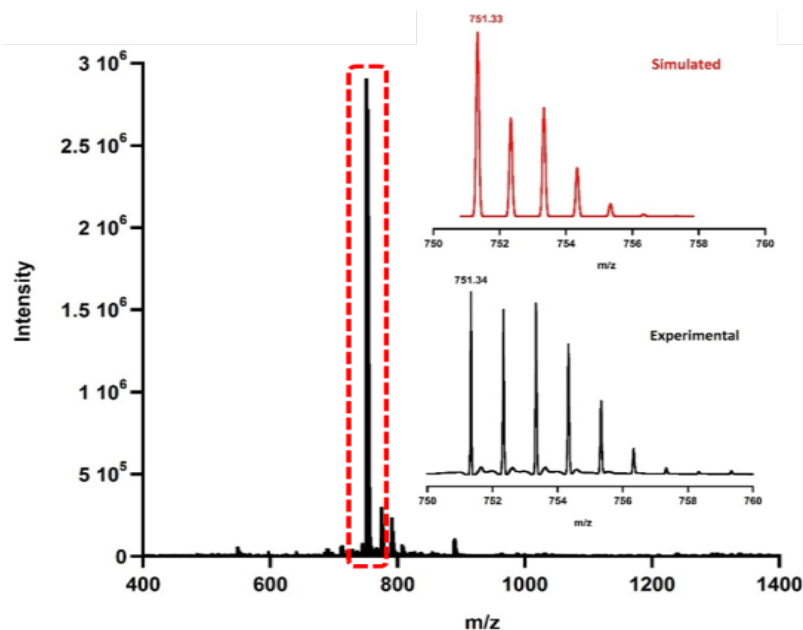 751.33
Simulated
750 752 754 756 758 760
m/z
751.34
Experimental
750 752 754 756 758 760
m/z
3 10⁶
2.5 10⁶
2 10⁶
1.5 10⁶
1 10⁶
5 10⁵
0
Intensity
400 600 800 1000 1200 1400
m/z